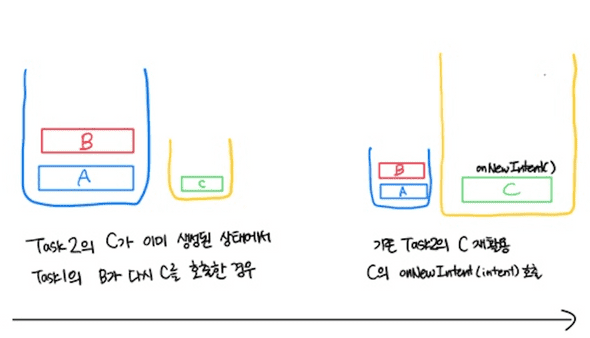 B
A
C
Task2의 C가 이미 생성된 상태에서
Task1의 B가 다시 C를 호출한 경우
B
A
onNewIntent()
C
기존 Task2의 C 재활용
C의 onNewIntent(intent) 호출